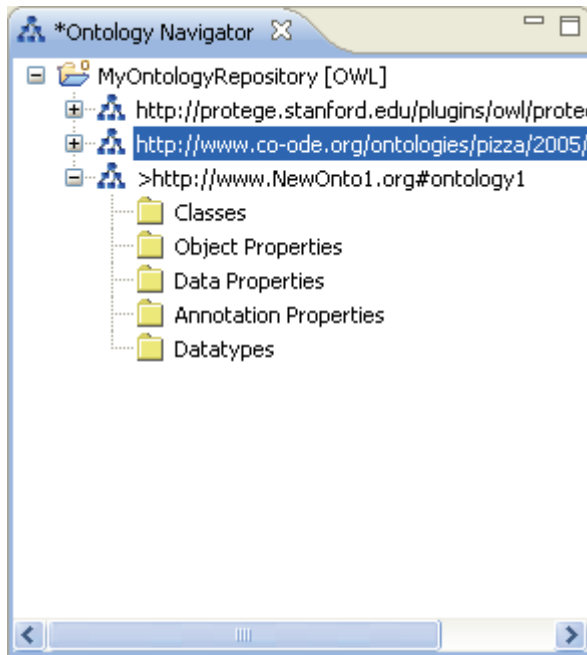 *Ontology Navigator
MyOntologyRepository [OWL]
http://protege.stanford.edu/plugins/owl/prote
http://www.co-ode.org/ontologies/pizza/2005/
>http://www.NewOnto1.org#ontology1
Classes
Object Properties
Data Properties
Annotation Properties
Datatypes